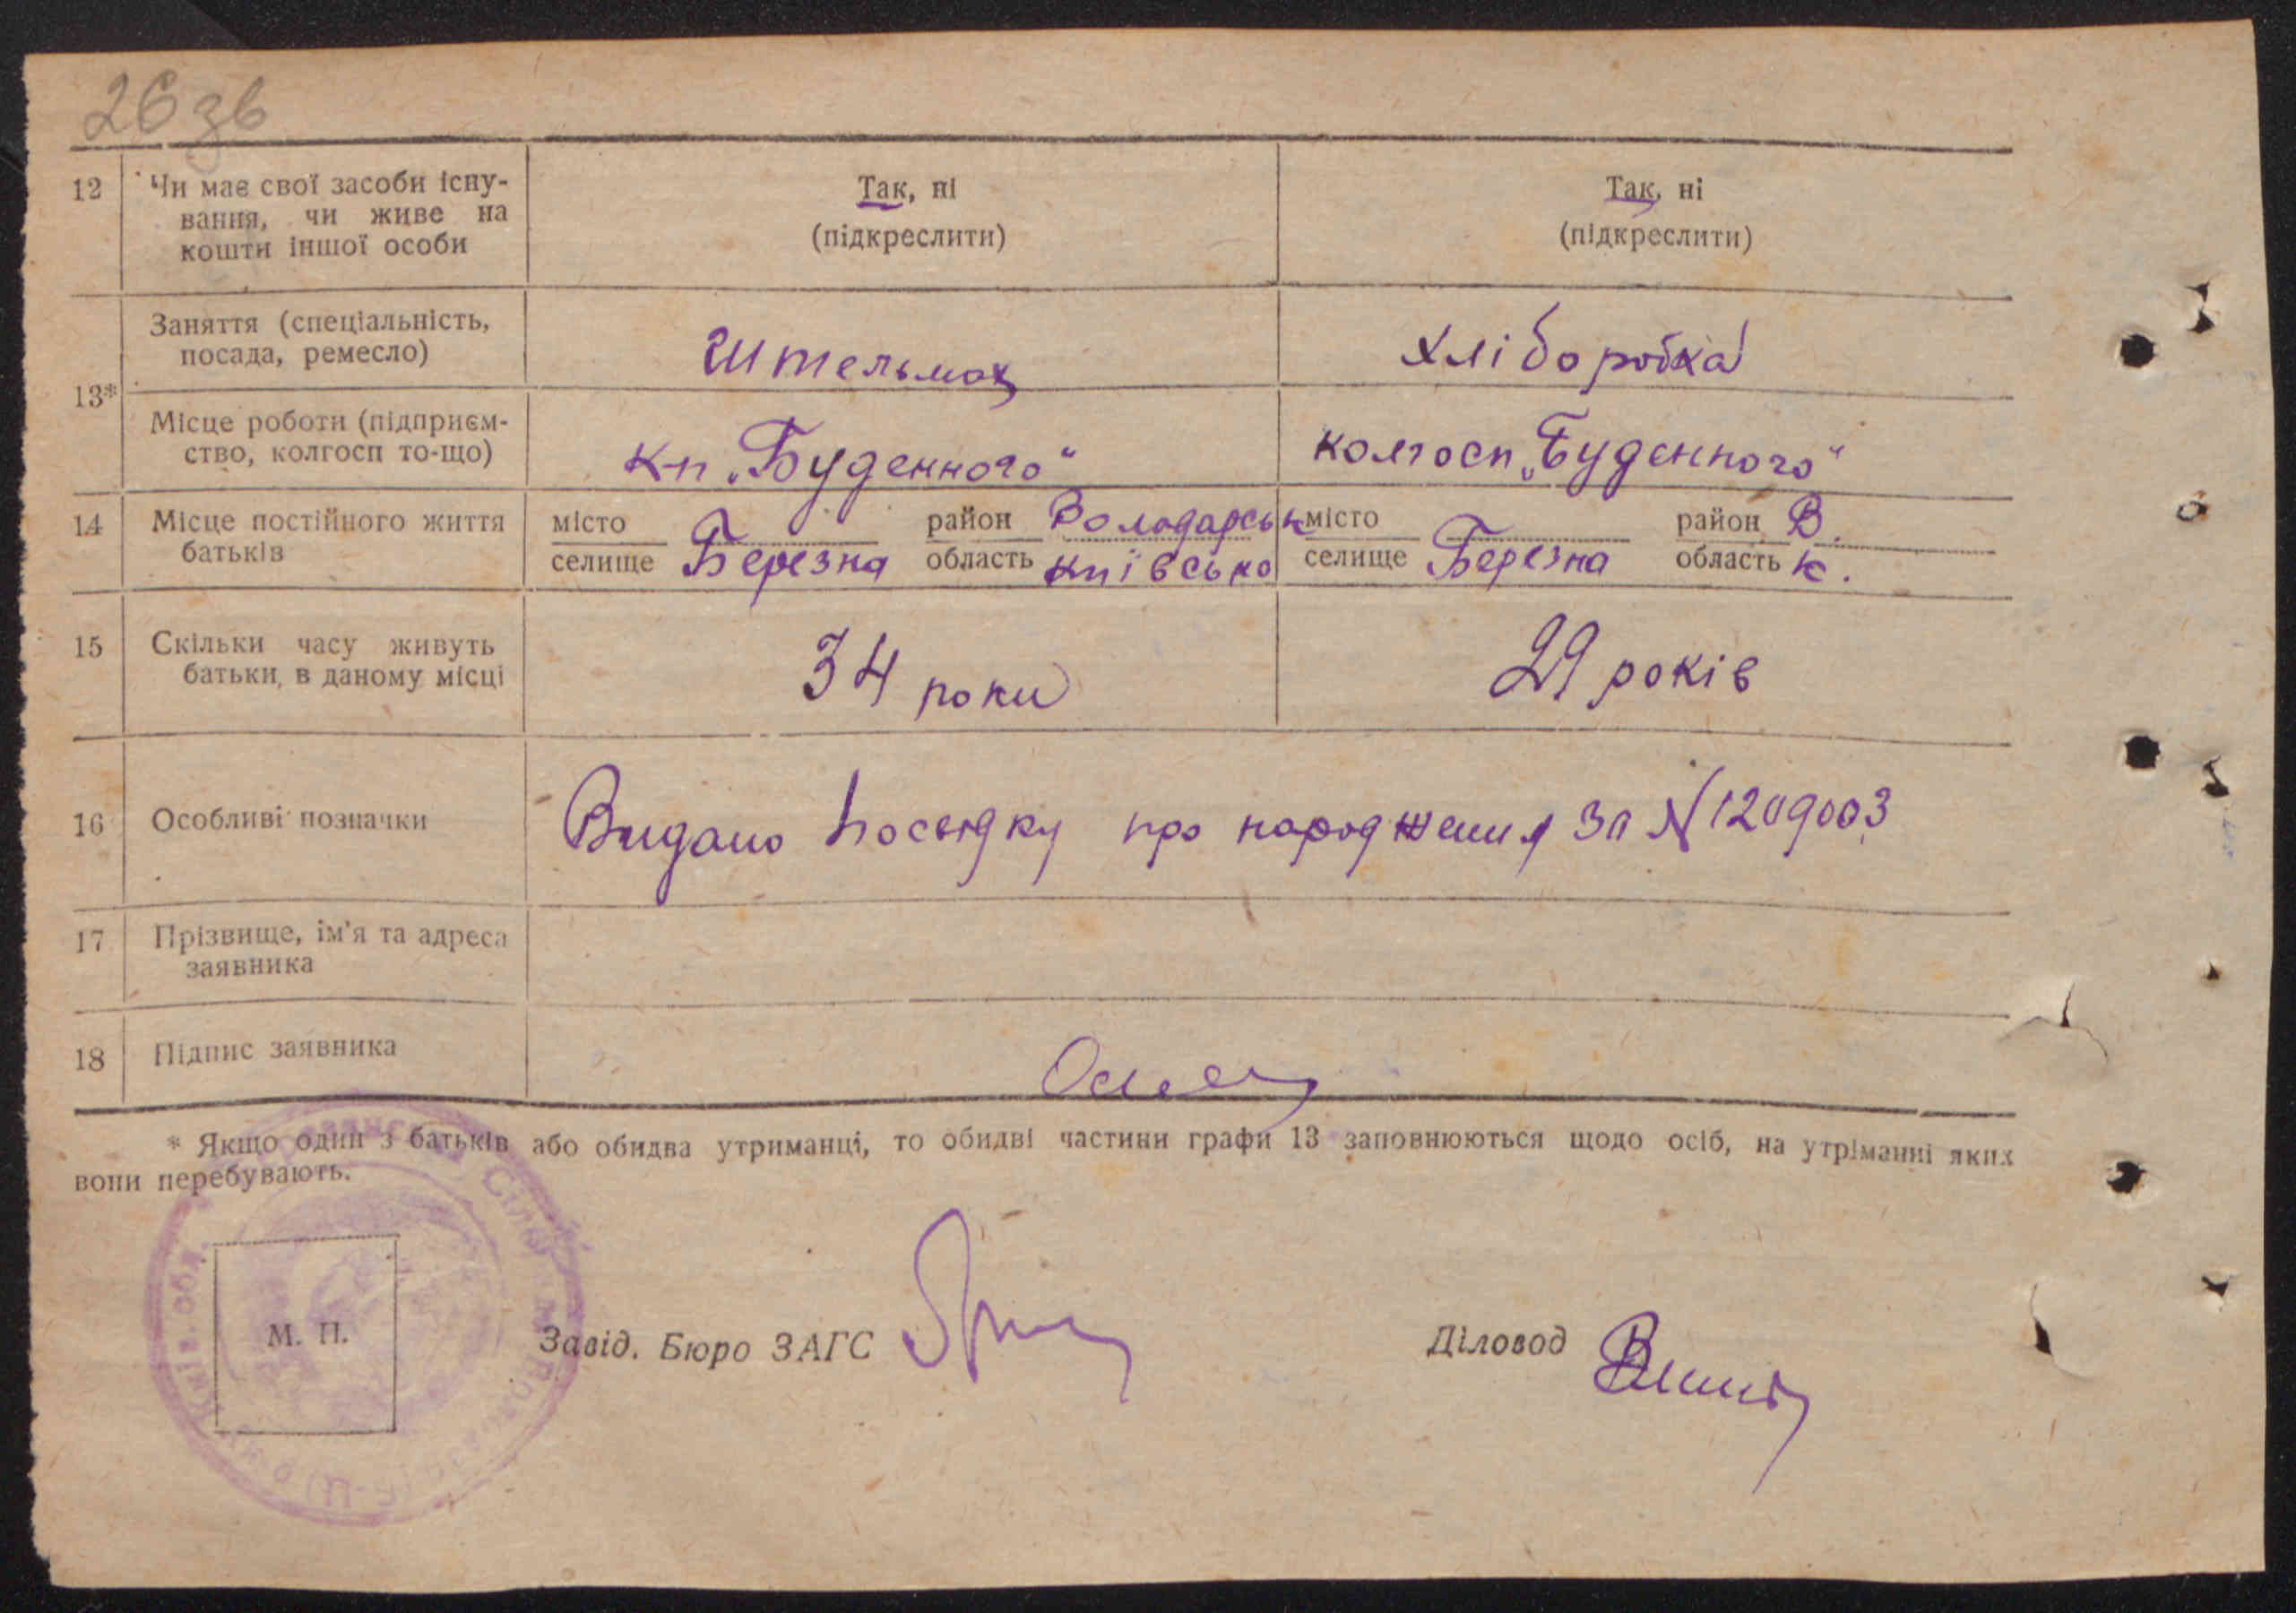 26 зв
12 Чи має свої засоби існу-
вання, чи живе на
кошти іншої особи
Так, ні
(підкреслити)
Так, ні
(підкреслити)
13*
Заняття (спеціальність,
посада, ремесло)
Штельмах
хліборобка
Місце роботи (підприєм-
ство, колгосп то-що)
к-п „Буденного“
колгосп „Буденного“
14 Місце постійного життя
батьків
місто
селище Березна
район Володарськ
область Київсько
місто
селище Березна
район В.
область К.
15 Скільки часу живуть
батьки в даному місці
34 роки
29 років
16 Особливі позначки
Видано посвідку про народження за N 1209003
17 Прізвище, ім'я та адреса
заявника
18 Підпис заявника
* Якщо один з батьків або обидва утриманці, то обидві частини графи 13 заповнюються щодо осіб, на утріманні яких
вони перебувають.
М. П.
Завід. Бюро ЗАГС
Діловод